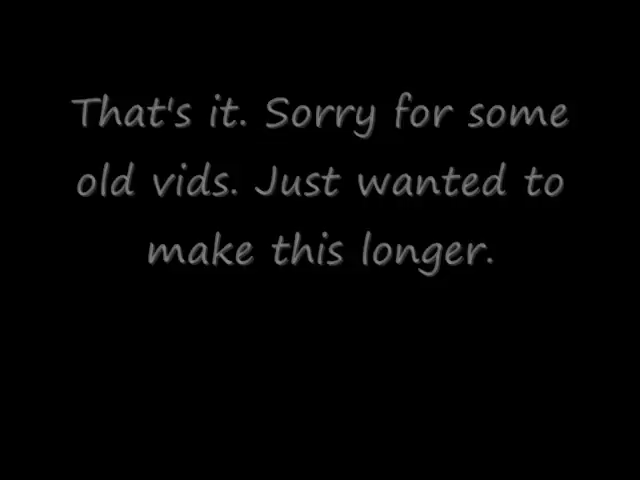 That's it. Sorry for some
old vids. Just wanted to
make this longer.